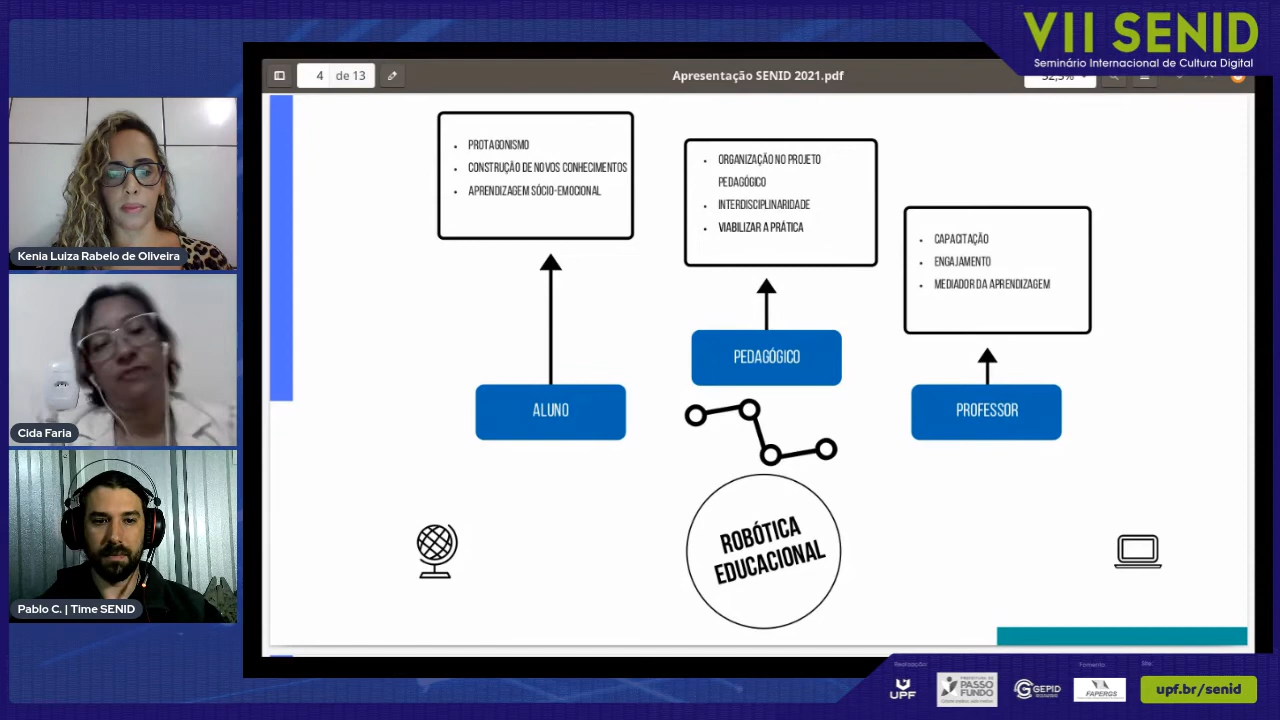 VII SENID
Seminário Internacional de Cultura Digital
4 de 13
Apresentação SENID 2021.pdf
PROTAGONISMO
CONSTRUÇÃO DE NOVOS CONHECIMENTOS
APRENDIZAGEM SÓCIO-EMOCIONAL
ORGANIZAÇÃO NO PROJETO
PEDAGÓGICO
INTERDISCIPLINARIDADE
VIABILIZAR A PRÁTICA
CAPACITAÇÃO
ENGAJAMENTO
MEDIADOR DA APRENDIZAGEM
PEDAGÓGICO
ALUNO
PROFESSOR
ROBÓTICA
EDUCACIONAL
Kenia Luiza Rabelo de Oliveira
Cida Faria
Pablo C. | Time SENID
Realização:
Fomento:
Site:
UPF
PREFEITURA DE
PASSO
FUNDO
GEPID
FAPERGS
upf.br/senid